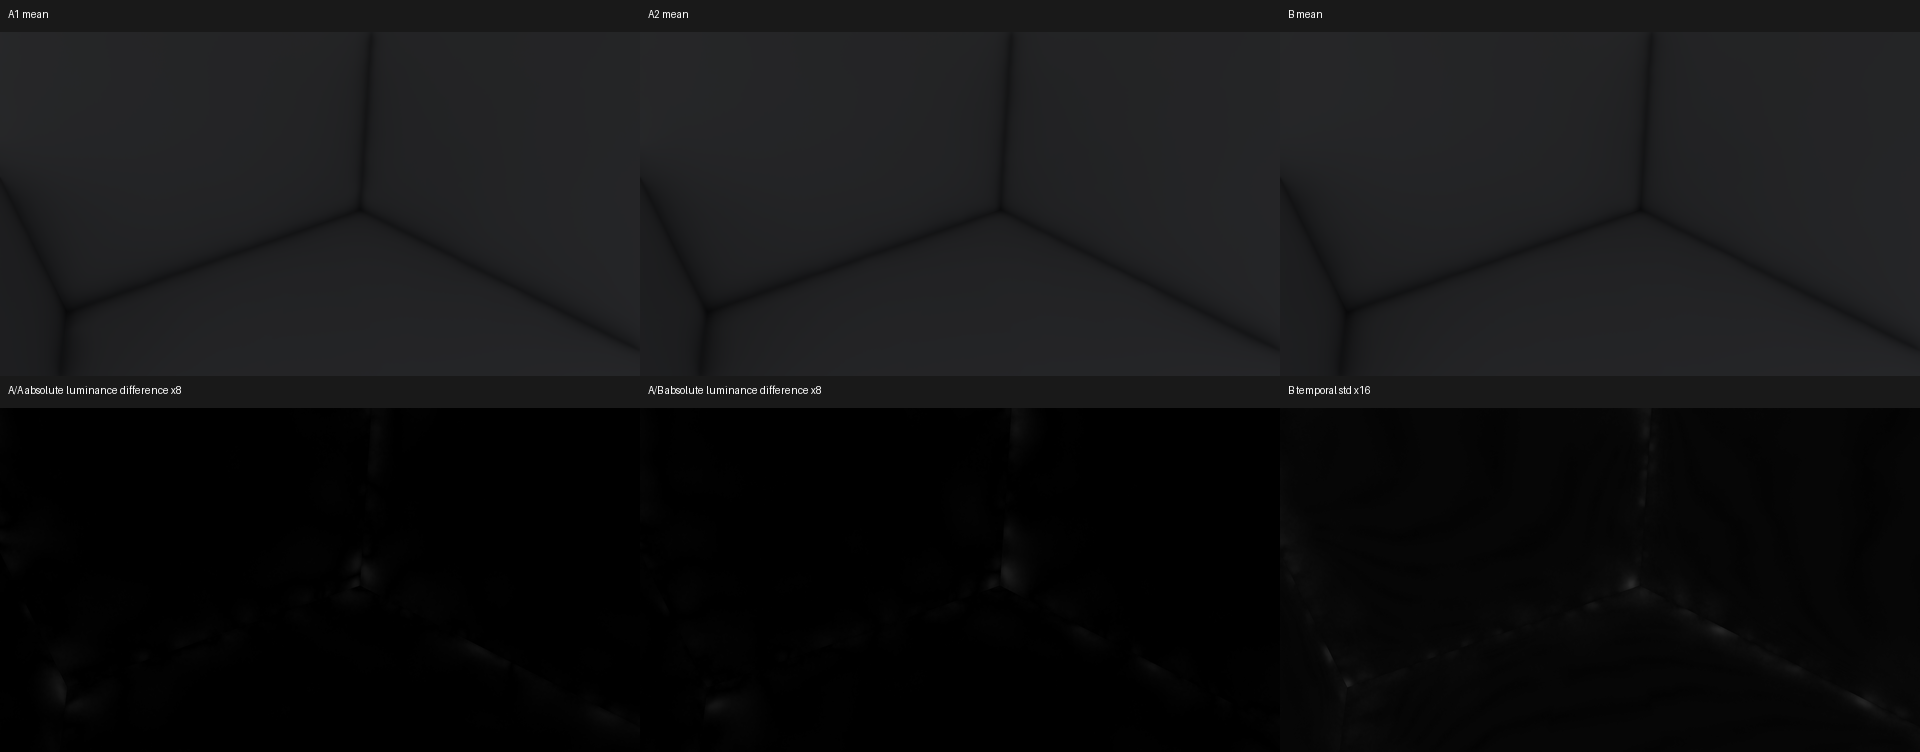 A1 mean
A2 mean
B mean
A/A absolute luminance difference x8
A/B absolute luminance difference x8
B temporal std x16